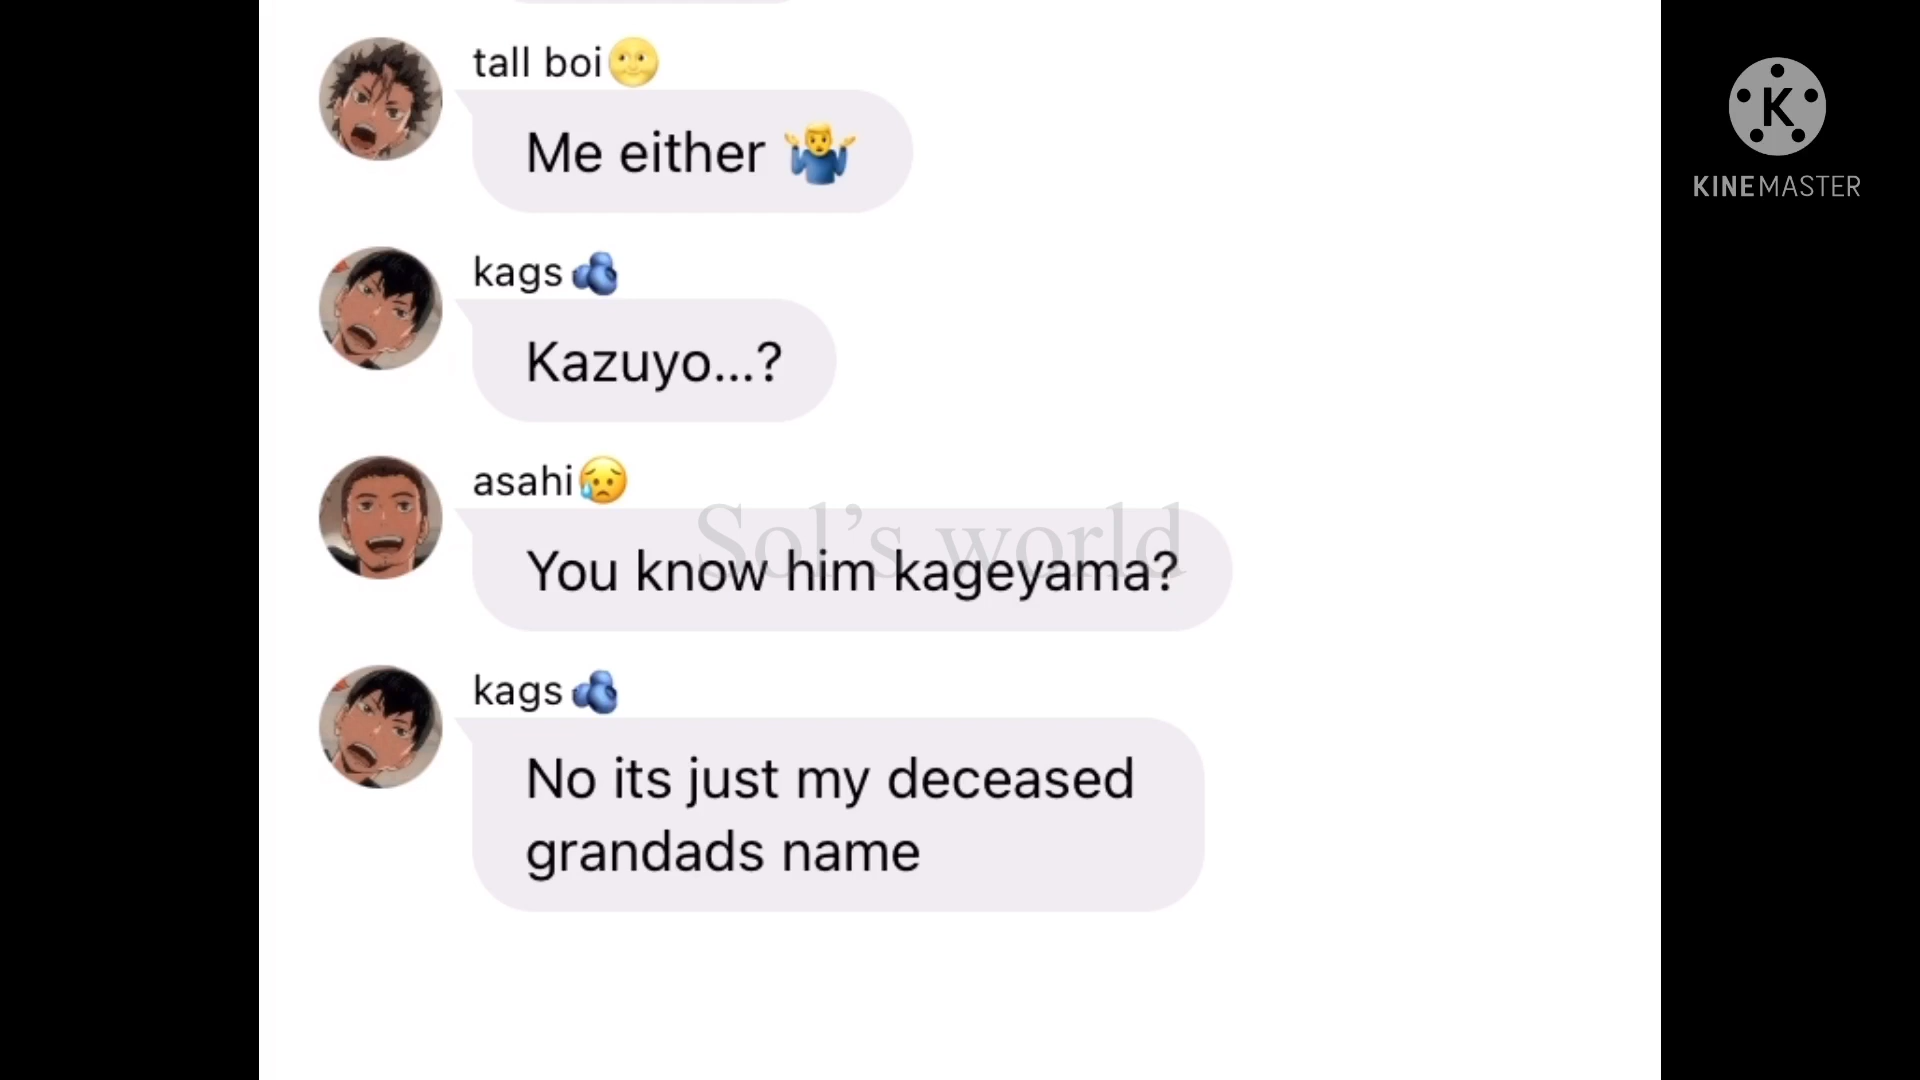 tall boi🌝
Me either 🤷‍♂️
kags🫐
Kazuyo...?
asahi😥
You know him kageyama?
kags🫐
No its just my deceased
grandads name
Sol's world
K
KINEMASTER